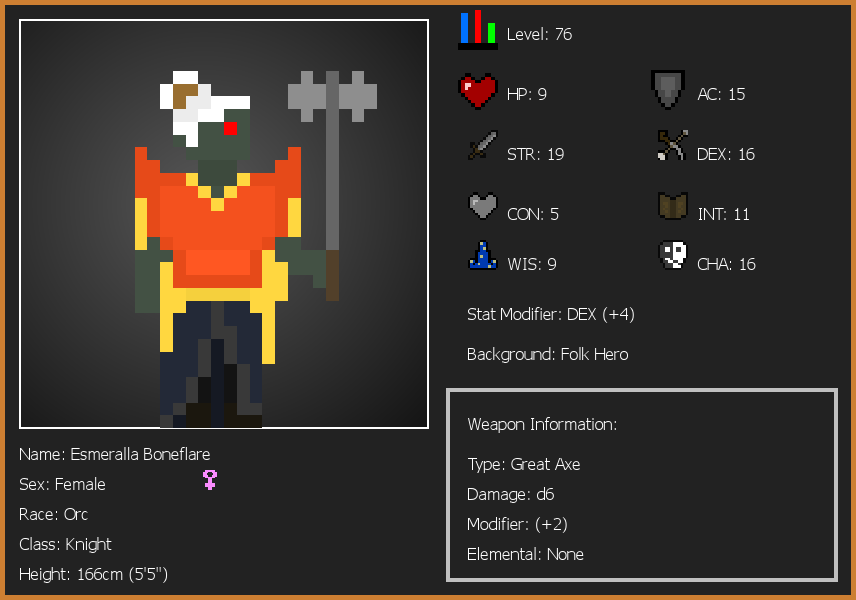 Level: 76
HP: 9
AC: 15
STR: 19
DEX: 16
CON: 5
INT: 11
WIS: 9
CHA: 16
Stat Modifier: DEX (+4)
Background: Folk Hero
Weapon Information:
Type: Great Axe
Damage: d6
Modifier: (+2)
Elemental: None
Name: Esmeralla Boneflare
Sex: Female
Race: Orc
Class: Knight
Height: 166cm (5'5")